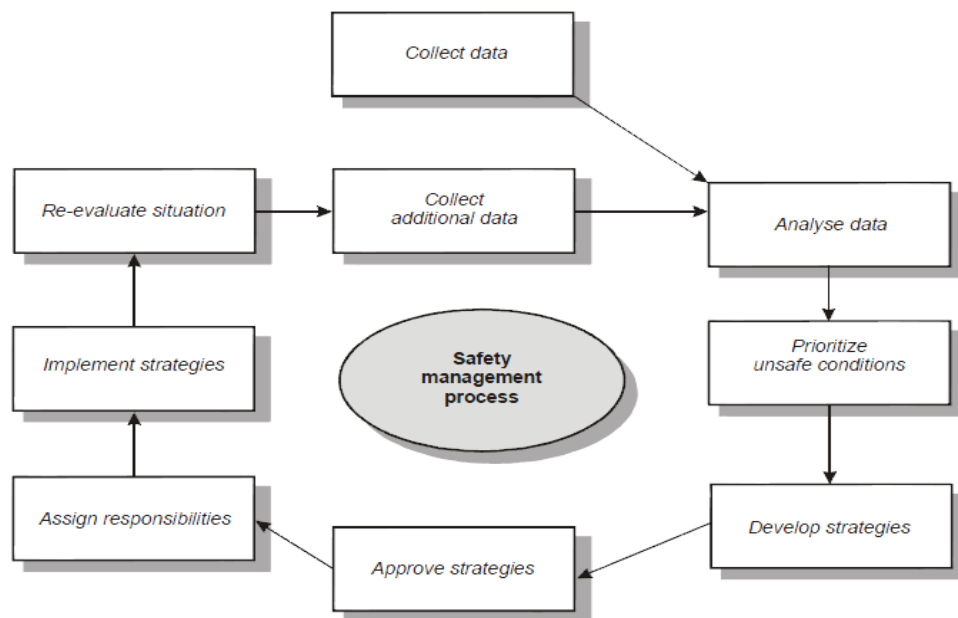 Collect data
Re-evaluate situation
Collect
additional data
Analyse data
Implement strategies
Safety
management
process
Prioritize
unsafe conditions
Assign responsibilities
Approve strategies
Develop strategies